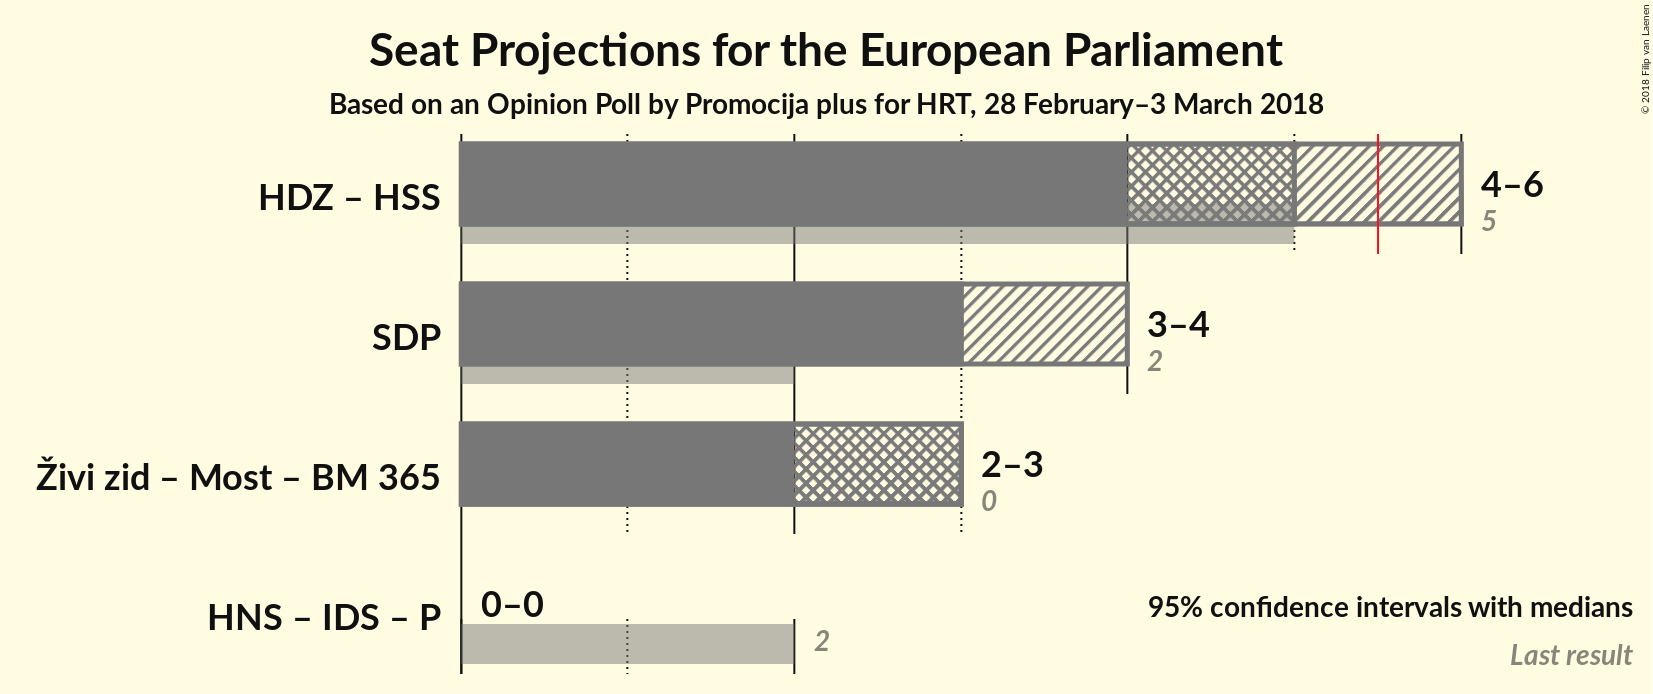 Seat Projections for the European Parliament
Based on an Opinion Poll by Promocija plus for HRT, 28 February–3 March 2018
© 2018 Filip van Laenen
HDZ – HSS
4–6
5
SDP
3–4
2
Živi zid – Most – BM 365
2–3
0
HNS – IDS – P
0–0
2
95% confidence intervals with medians
Last result